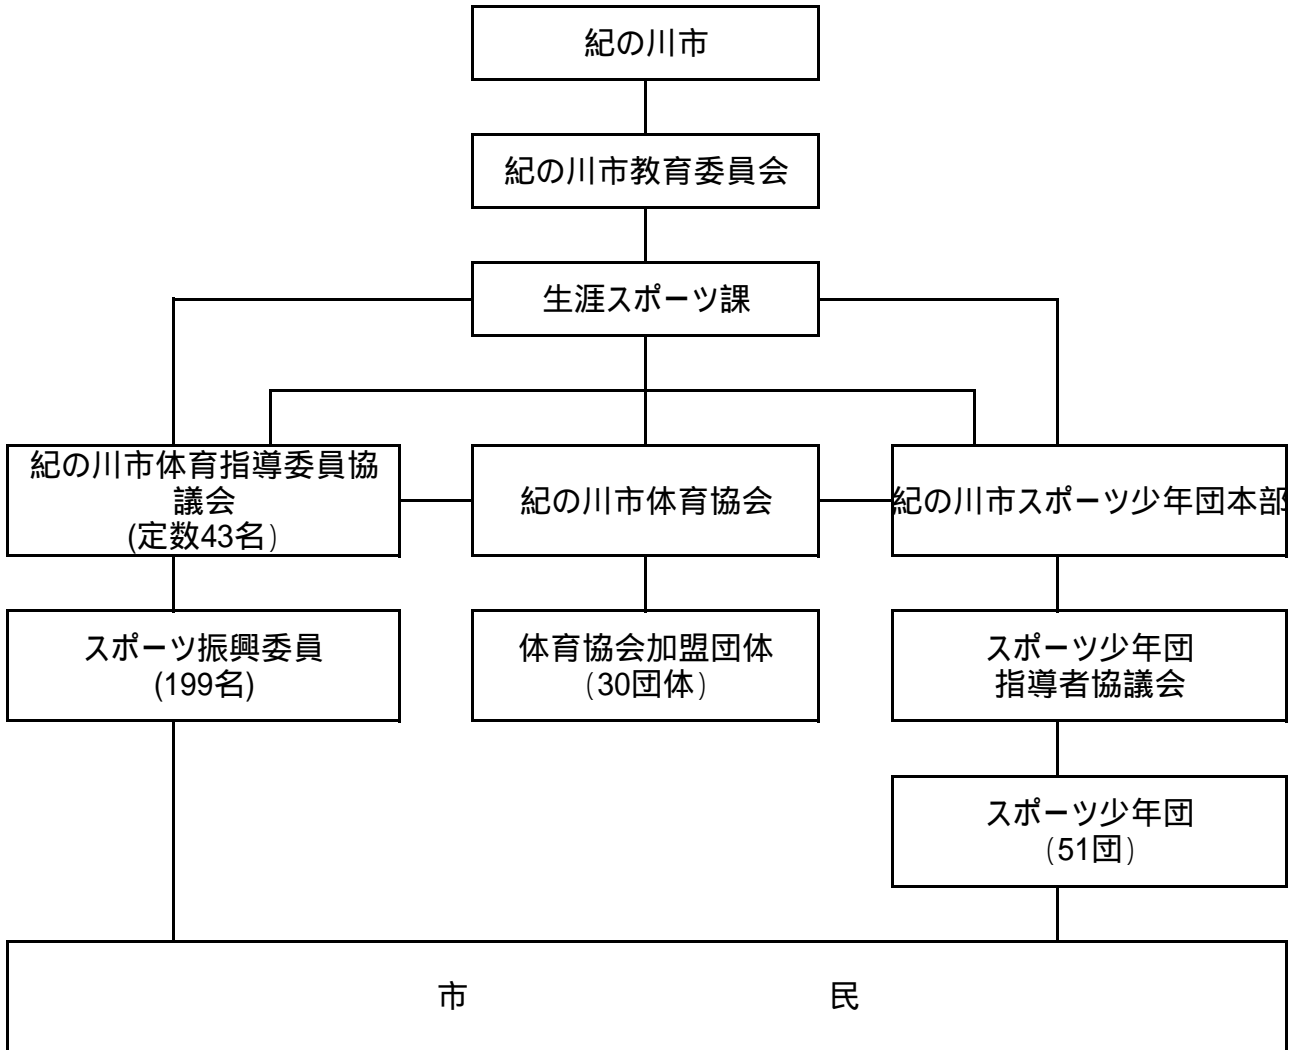 紀の川市
紀の川市教育委員会
生涯スポーツ課
紀の川市体育指導委員協
議会
(定数43名)
紀の川市体育協会
紀の川市スポーツ少年団本部
スポーツ振興委員
(199名)
体育協会加盟団体
(30団体)
スポーツ少年団
指導者協議会
スポーツ少年団
(51団)
市 民